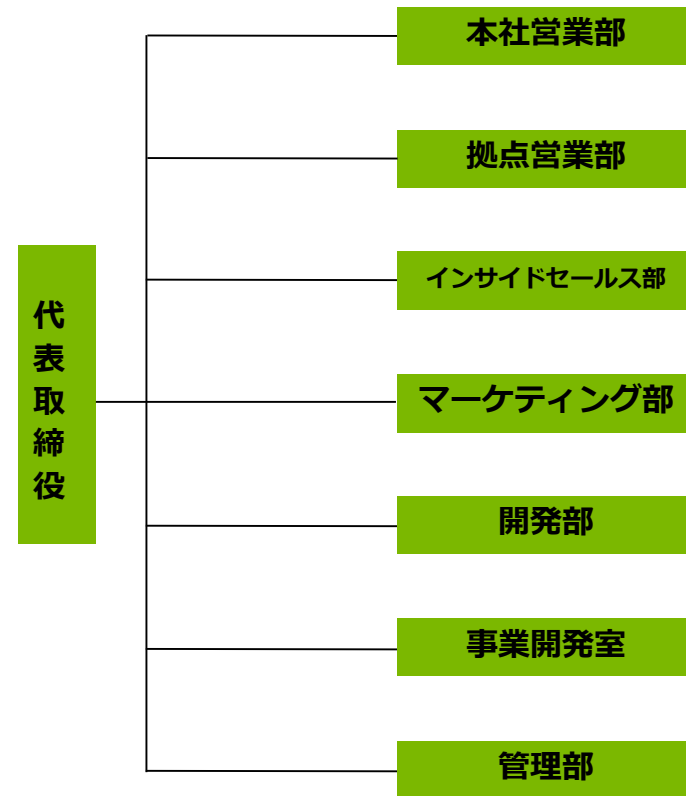 本社営業部
拠点営業部
インサイドセールス部
代表取締役
マーケティング部
開発部
事業開発室
管理部